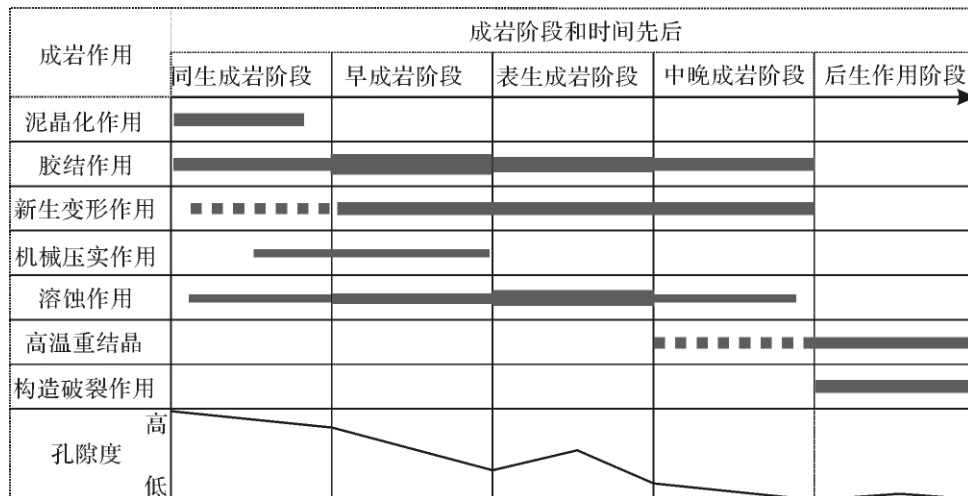 成岩作用
成岩阶段和时间先后
同生成岩阶段
早成岩阶段
表生成岩阶段
中晚成岩阶段
后生作用阶段
泥晶化作用
胶结作用
新生变形作用
机械压实作用
溶蚀作用
高温重结晶
构造破裂作用
孔隙度
高
低